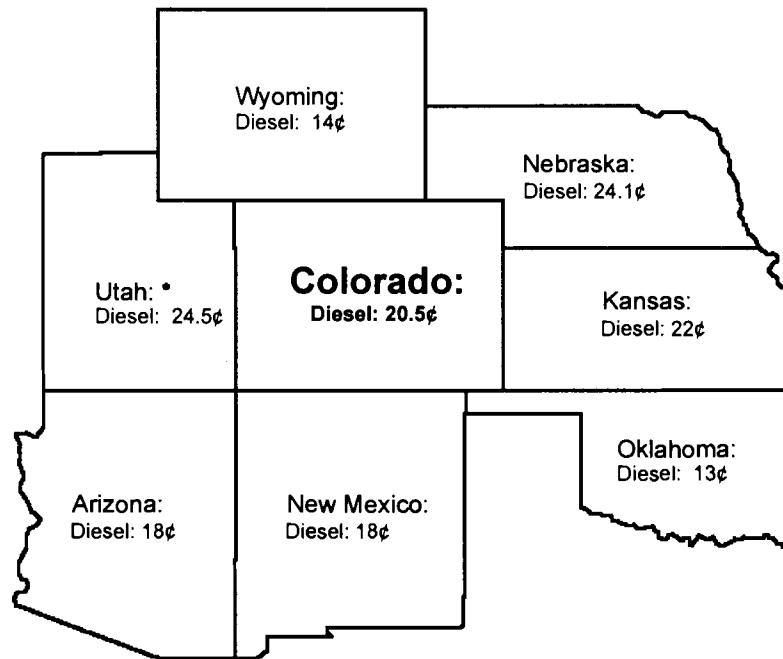 Wyoming:
Diesel: 14¢
Nebraska:
Diesel: 24.1¢
Utah: •
Diesel: 24.5¢
Colorado:
Diesel: 20.5¢
Kansas:
Diesel: 22¢
Arizona:
Diesel: 18¢
New Mexico:
Diesel: 18¢
Oklahoma:
Diesel: 13¢